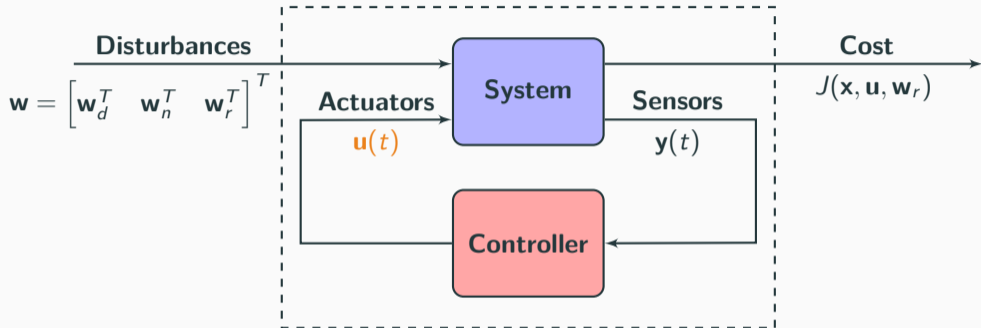 Disturbances
w = [w_d^T w_n^T w_r^T]^T
Actuators
u(t)
System
Sensors
y(t)
Cost
J(x, u, w_r)
Controller